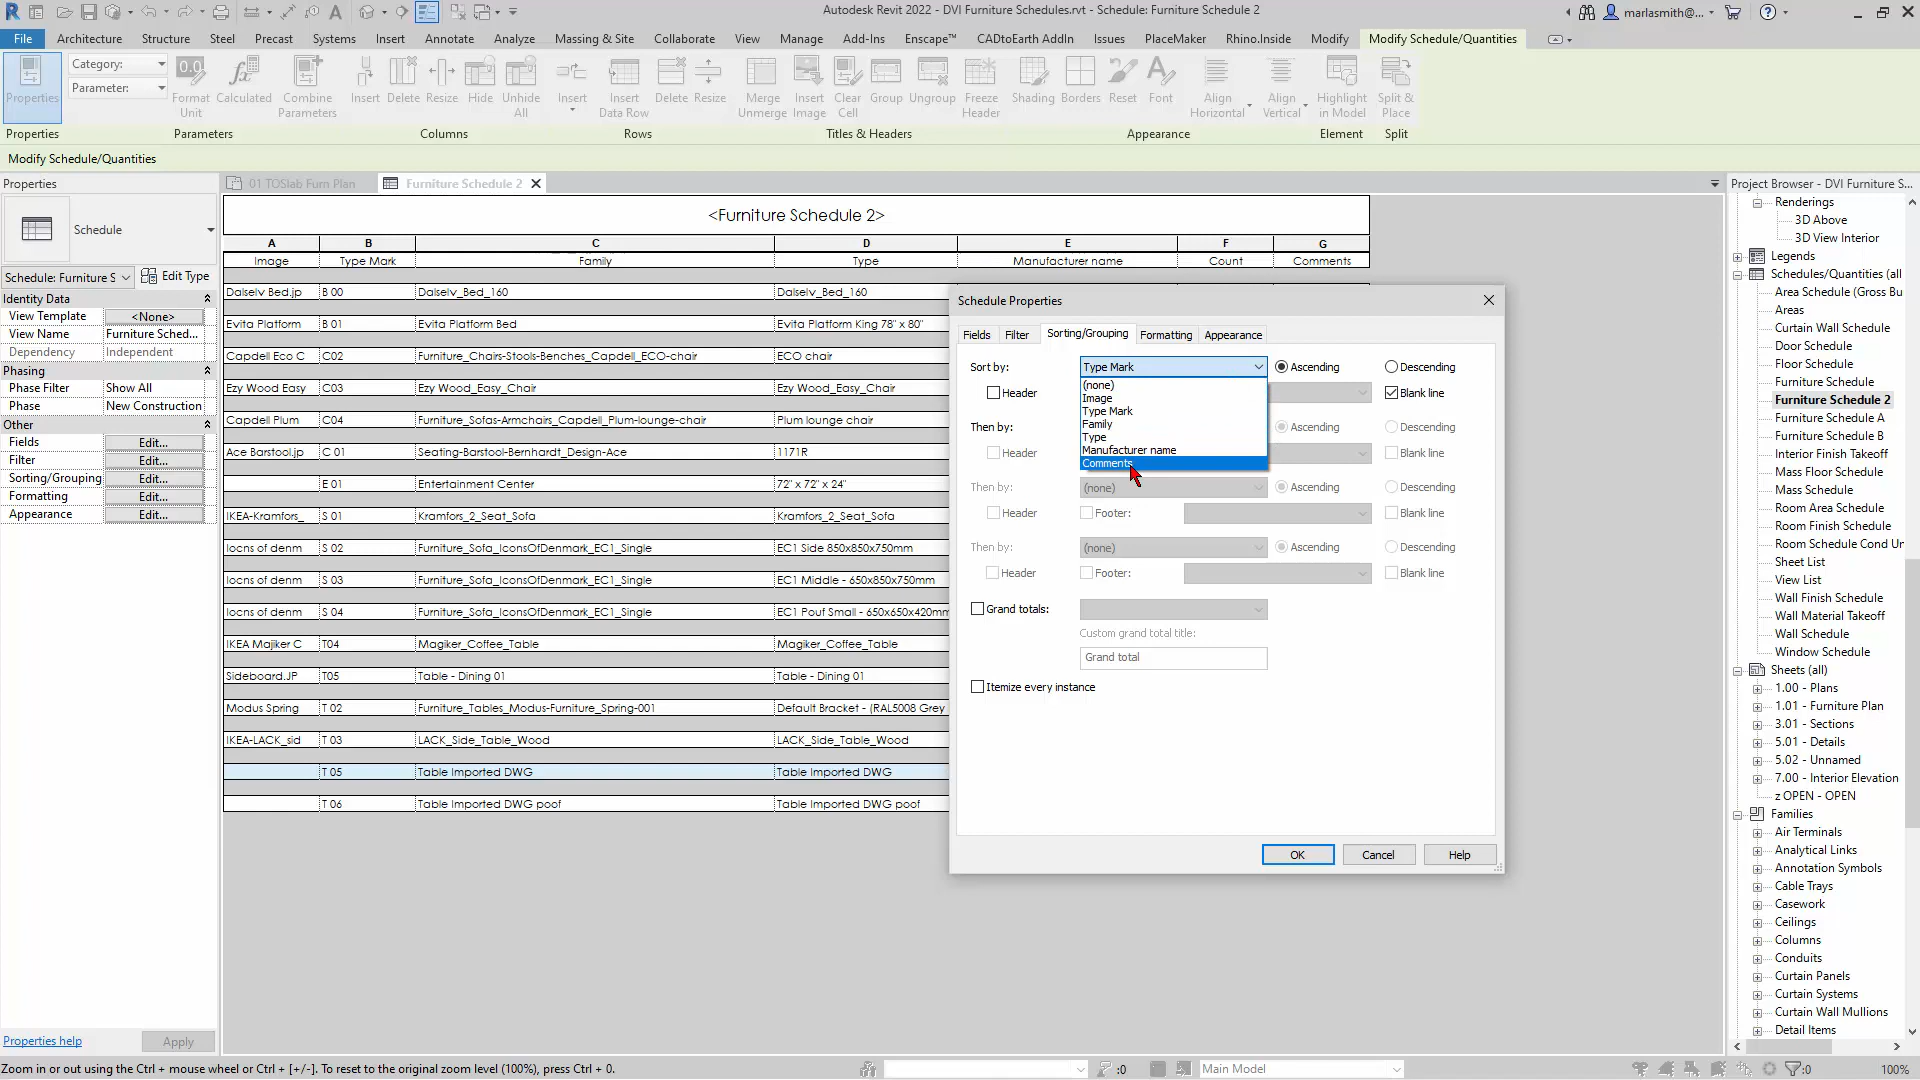 Autodesk Revit 2022 - DVI Furniture Schedules.rvt - Schedule: Furniture Schedule 2
marlasmith@...
File Architecture Structure Steel Precast Systems Insert Annotate Analyze Massing & Site Collaborate View Manage Add-Ins Enscape™ CADtoEarth AddIn Issues PlaceMaker Rhino.Inside Modify Modify Schedule/Quantities
Category:
Parameter:
Properties Format Unit Calculated Combine Parameters Insert Delete Resize Hide Unhide All Insert Insert Data Row Delete Resize Merge Unmerge Insert Image Clear Cell Group Ungroup Freeze Header Shading Borders Reset Font Align Horizontal Align Vertical Highlight in Model Split & Place
Properties Parameters Columns Rows Titles & Headers Appearance Element Split
Modify Schedule/Quantities
Properties
Schedule
Schedule: Furniture S Edit Type
Identity Data
View Template <None>
View Name Furniture Sched...
Dependency Independent
Phasing
Phase Filter Show All
Phase New Construction
Other
Fields Edit...
Filter Edit...
Sorting/Grouping Edit...
Formatting Edit...
Appearance Edit...
Properties help Apply
01 TOSlab Furn Plan Furniture Schedule 2
<Furniture Schedule 2>
A B C D E F G
Image Type Mark Family Type Manufacturer name Count Comments
Dalselv Bed.jp B 00 Dalselv_Bed_160 Dalselv_Bed_160
Evita Platform B 01 Evita Platform Bed Evita Platform King 78" x 80"
Capdell Eco C C02 Furniture_Chairs-Stools-Benches_Capdell_ECO-chair ECO chair
Ezy Wood Easy C03 Ezy Wood_Easy_Chair Ezy Wood_Easy_Chair
Capdell Plum C04 Furniture_Sofas-Armchairs_Capdell_Plum-lounge-chair Plum lounge chair
Ace Barstool.jp C 01 Seating-Barstool-Bernhardt_Design-Ace 1171R
E 01 Entertainment Center 72" x 72" x 24"
IKEA-Kramfors_ S 01 Kramfors_2_Seat_Sofa Kramfors_2_Seat_Sofa
Iocns of denm S 02 Furniture_Sofa_IconsOfDenmark_EC1_Single EC1 Side 850x850x750mm
Iocns of denm S 03 Furniture_Sofa_IconsOfDenmark_EC1_Single EC1 Middle - 650x850x750mm
Iocns of denm S 04 Furniture_Sofa_IconsOfDenmark_EC1_Single EC1 Pouf Small - 650x650x420mm
IKEA Majiker C T04 Magiker_Coffee_Table Magiker_Coffee_Table
Sideboard.JP T05 Table - Dining 01 Table - Dining 01
Modus Spring T 02 Furniture_Tables_Modus-Furniture_Spring-001 Default Bracket - (RAL5008 Grey
IKEA-LACK_sid T 03 LACK_Side_Table_Wood LACK_Side_Table_Wood
T 05 Table Imported DWG Table Imported DWG
T 06 Table Imported DWG poof Table Imported DWG poof
Schedule Properties
Fields Filter Sorting/Grouping Formatting Appearance
Sort by: Type Mark Ascending Descending
Header Blank line
(none)
Image
Type Mark
Family
Type
Manufacturer name
Comments
Then by: Ascending Descending
Header Blank line
Then by: (none) Ascending Descending
Header Footer: Blank line
Then by: (none) Ascending Descending
Header Footer: Blank line
Grand totals:
Custom grand total title:
Grand total
Itemize every instance
OK Cancel Help
Project Browser - DVI Furniture S...
Renderings
3D Above
3D View Interior
Legends
Schedules/Quantities (all
Area Schedule (Gross Bu
Areas
Curtain Wall Schedule
Door Schedule
Floor Schedule
Furniture Schedule
Furniture Schedule 2
Furniture Schedule A
Furniture Schedule B
Interior Finish Takeoff
Mass Floor Schedule
Mass Schedule
Room Area Schedule
Room Finish Schedule
Room Schedule Cond Un
Sheet List
View List
Wall Finish Schedule
Wall Material Takeoff
Wall Schedule
Window Schedule
Sheets (all)
1.00 - Plans
1.01 - Furniture Plan
3.01 - Sections
5.01 - Details
5.02 - Unnamed
7.00 - Interior Elevation
z OPEN - OPEN
Families
Air Terminals
Analytical Links
Annotation Symbols
Cable Trays
Casework
Ceilings
Columns
Conduits
Curtain Panels
Curtain Systems
Curtain Wall Mullions
Detail Items
Zoom in or out using the Ctrl + mouse wheel or Ctrl + [+/-]. To reset to the original zoom level (100%), press Ctrl + 0.
:0 Main Model :0 100%